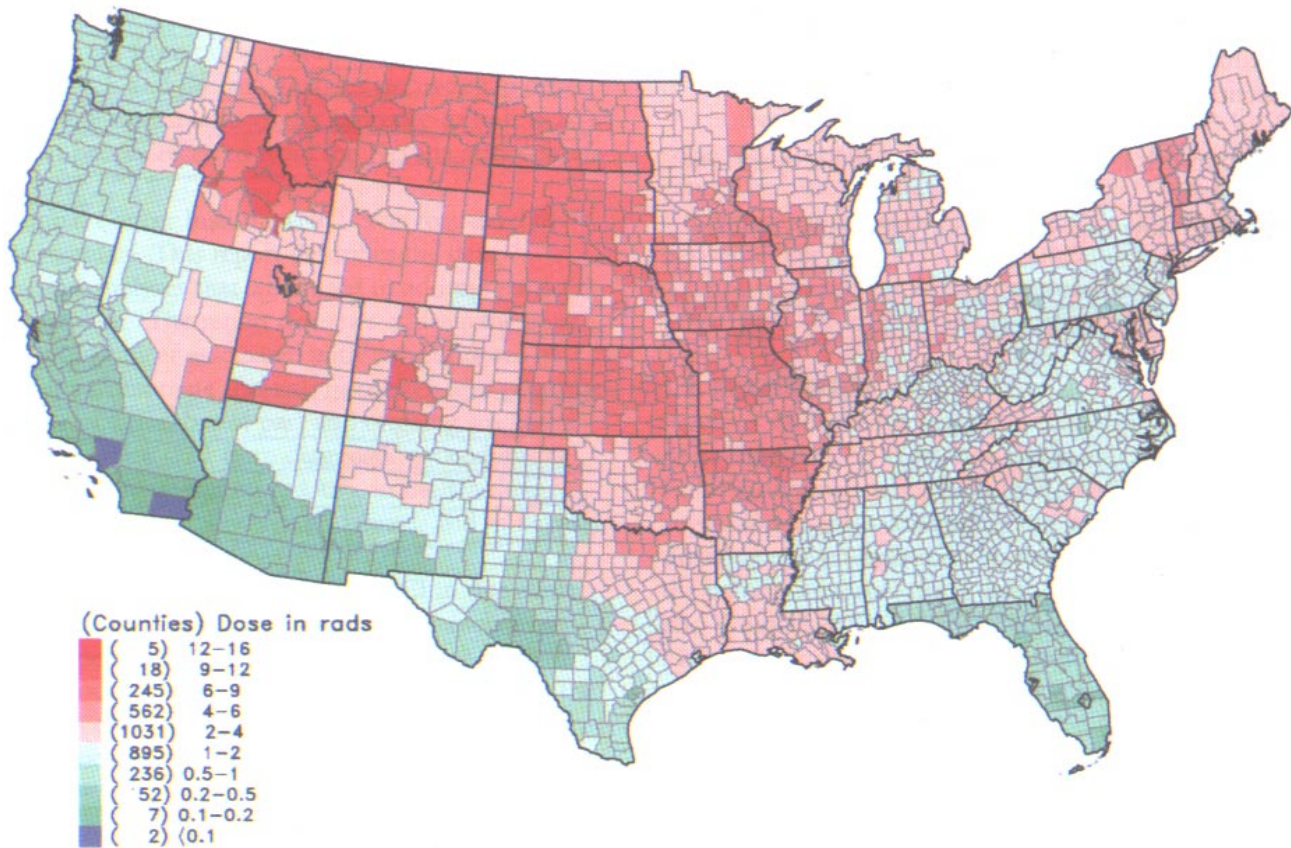 (Counties) Dose in rads
( 5) 12-16
( 18) 9-12
( 245) 6-9
( 562) 4-6
(1031) 2-4
( 895) 1-2
( 236) 0.5-1
( 52) 0.2-0.5
( 7) 0.1-0.2
( 2) <0.1